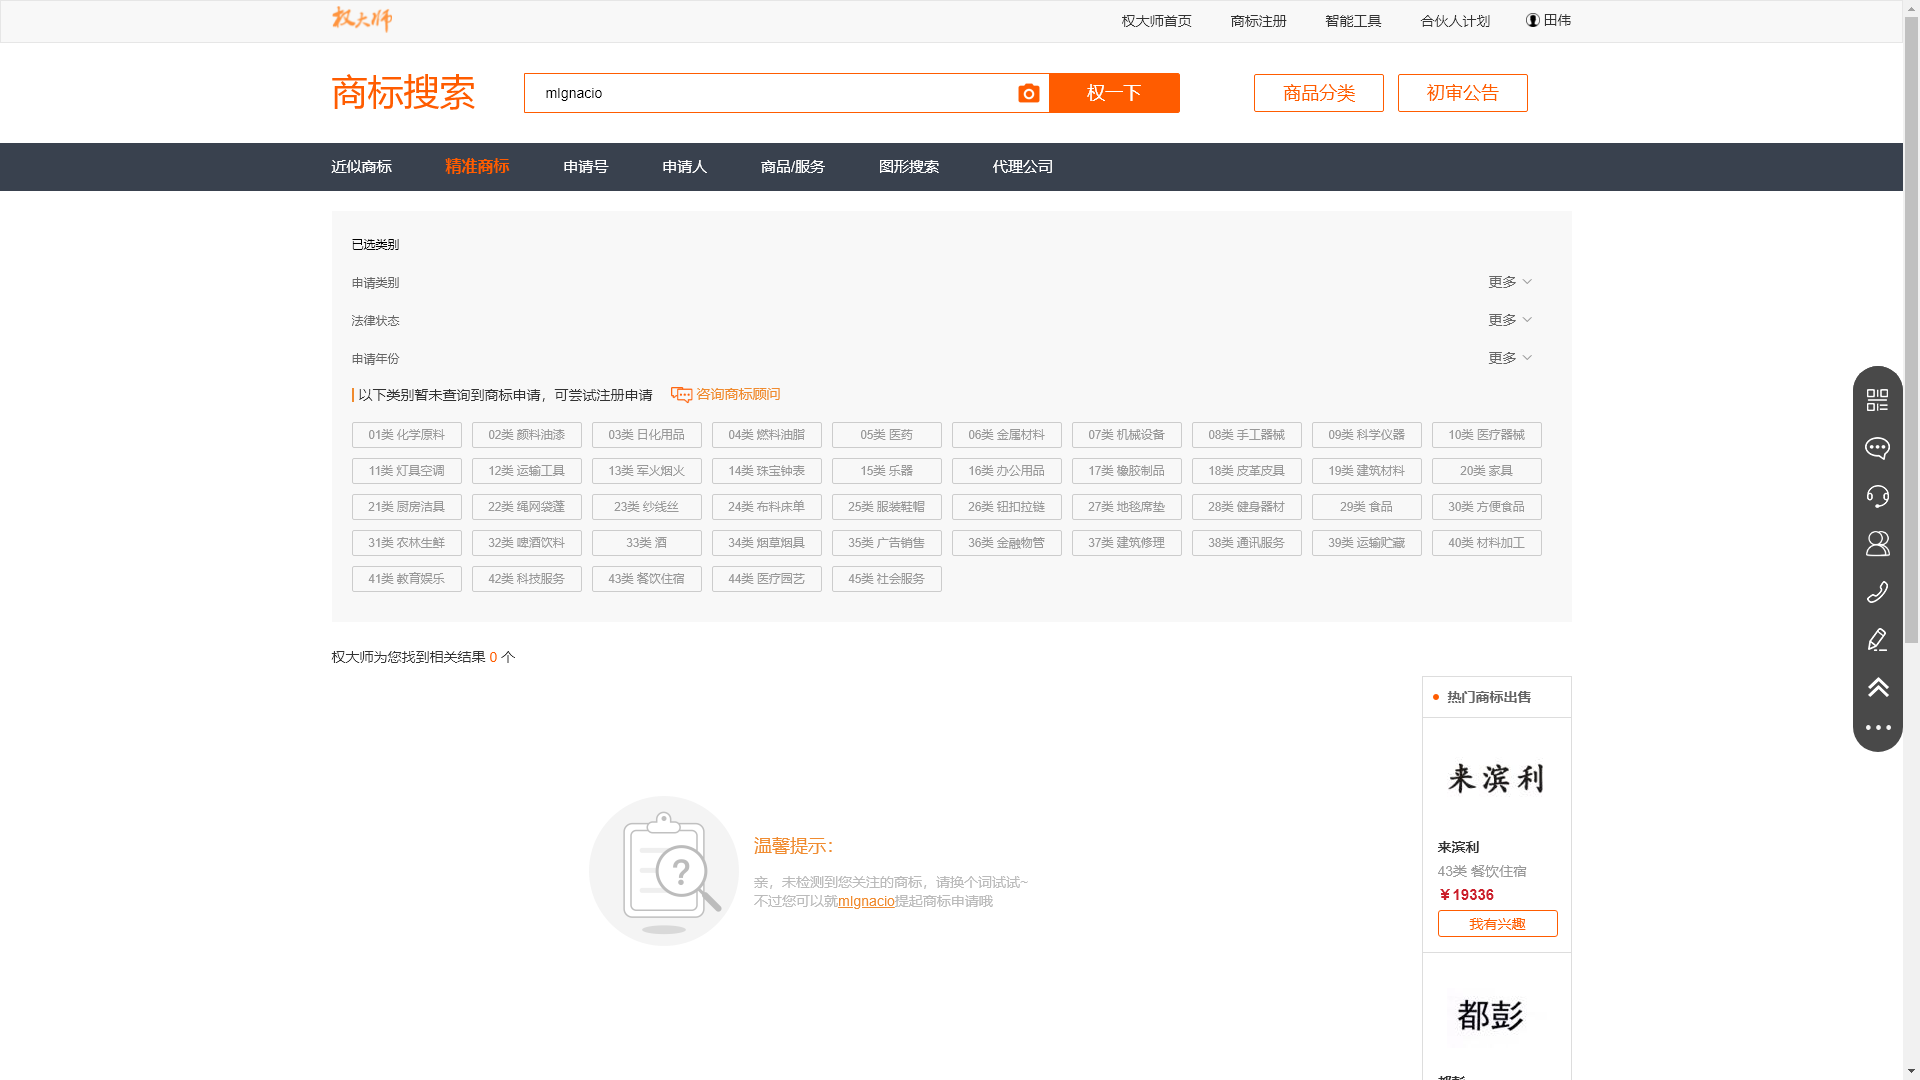 权大师
权大师首页
商标注册
智能工具
合伙人计划
田伟
商标搜索
mlgnacio
权一下
商品分类
初审公告
近似商标
精准商标
申请号
申请人
商品/服务
图形搜索
代理公司
已选类别
申请类别
更多
法律状态
更多
申请年份
更多
以下类别暂未查询到商标申请，可尝试注册申请
咨询商标顾问
01类 化学原料
02类 颜料油漆
03类 日化用品
04类 燃料油脂
05类 医药
06类 金属材料
07类 机械设备
08类 手工器械
09类 科学仪器
10类 医疗器械
11类 灯具空调
12类 运输工具
13类 军火烟火
14类 珠宝钟表
15类 乐器
16类 办公用品
17类 橡胶制品
18类 皮革皮具
19类 建筑材料
20类 家具
21类 厨房洁具
22类 绳网袋蓬
23类 纱线丝
24类 布料床单
25类 服装鞋帽
26类 钮扣拉链
27类 地毯席垫
28类 健身器材
29类 食品
30类 方便食品
31类 农林生鲜
32类 啤酒饮料
33类 酒
34类 烟草烟具
35类 广告销售
36类 金融物管
37类 建筑修理
38类 通讯服务
39类 运输贮藏
40类 材料加工
41类 教育娱乐
42类 科技服务
43类 餐饮住宿
44类 医疗园艺
45类 社会服务
权大师为您找到相关结果 0 个
热门商标出售
来滨利
来滨利
43类 餐饮住宿
￥19336
我有兴趣
都彭
都彭
温馨提示：
亲，未检测到您关注的商标，请换个词试试~
不过您可以就mlgnacio提起商标申请哦